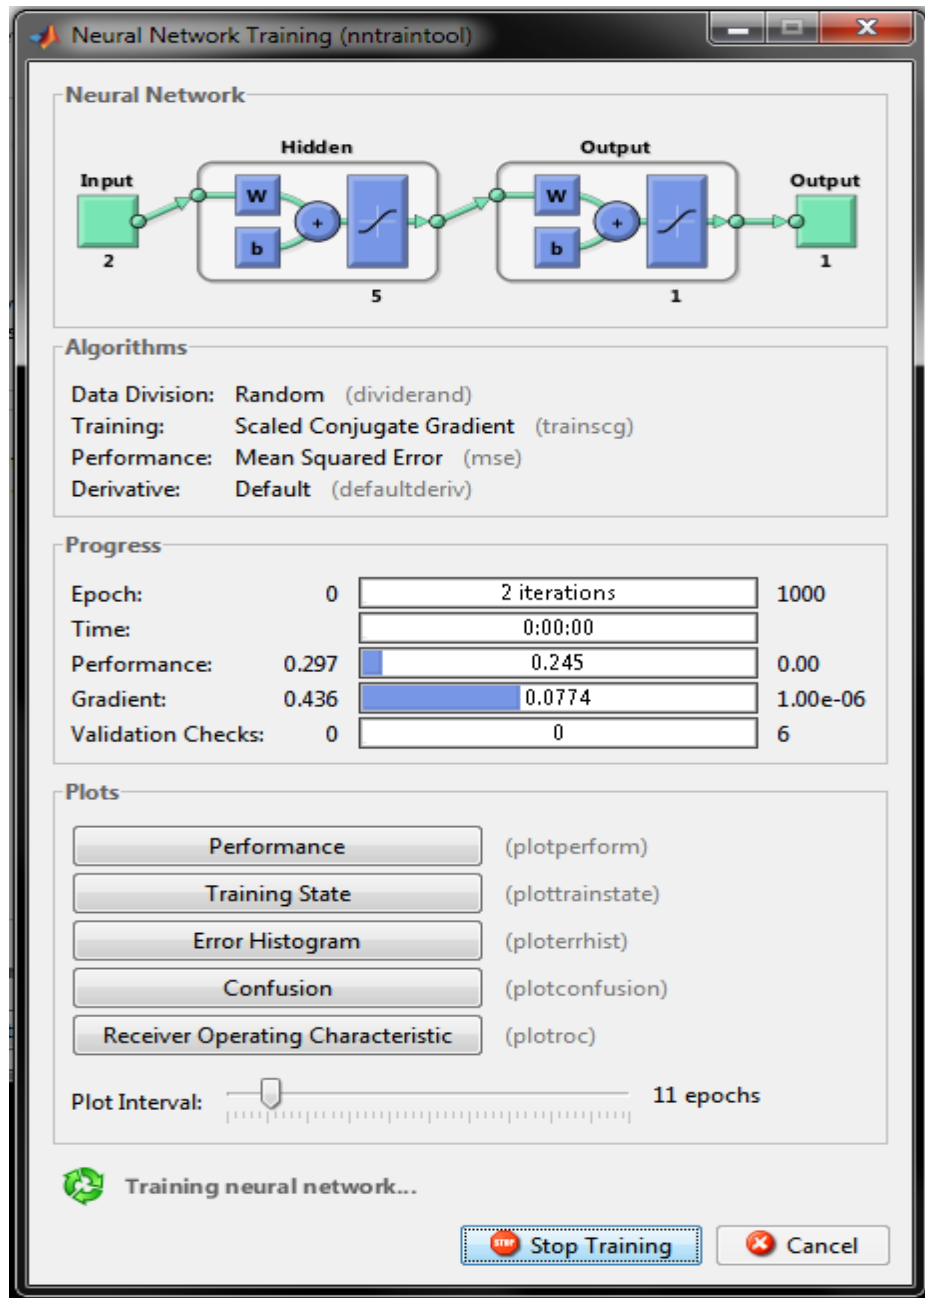 Neural Network Training (nntraintool)
Neural Network
Hidden Output
Input Output
W W
+ +
b b
2 1
5 1
Algorithms
Data Division: Random (dividerand)
Training: Scaled Conjugate Gradient (trainscg)
Performance: Mean Squared Error (mse)
Derivative: Default (defaultderiv)
Progress
Epoch: 0 2 iterations 1000
Time: 0:00:00
Performance: 0.297 0.245 0.00
Gradient: 0.436 0.0774 1.00e-06
Validation Checks: 0 0 6
Plots
Performance (plotperform)
Training State (plottrainstate)
Error Histogram (ploterrhist)
Confusion (plotconfusion)
Receiver Operating Characteristic (plotroc)
Plot Interval: 11 epochs
Training neural network...
STOP Stop Training Cancel